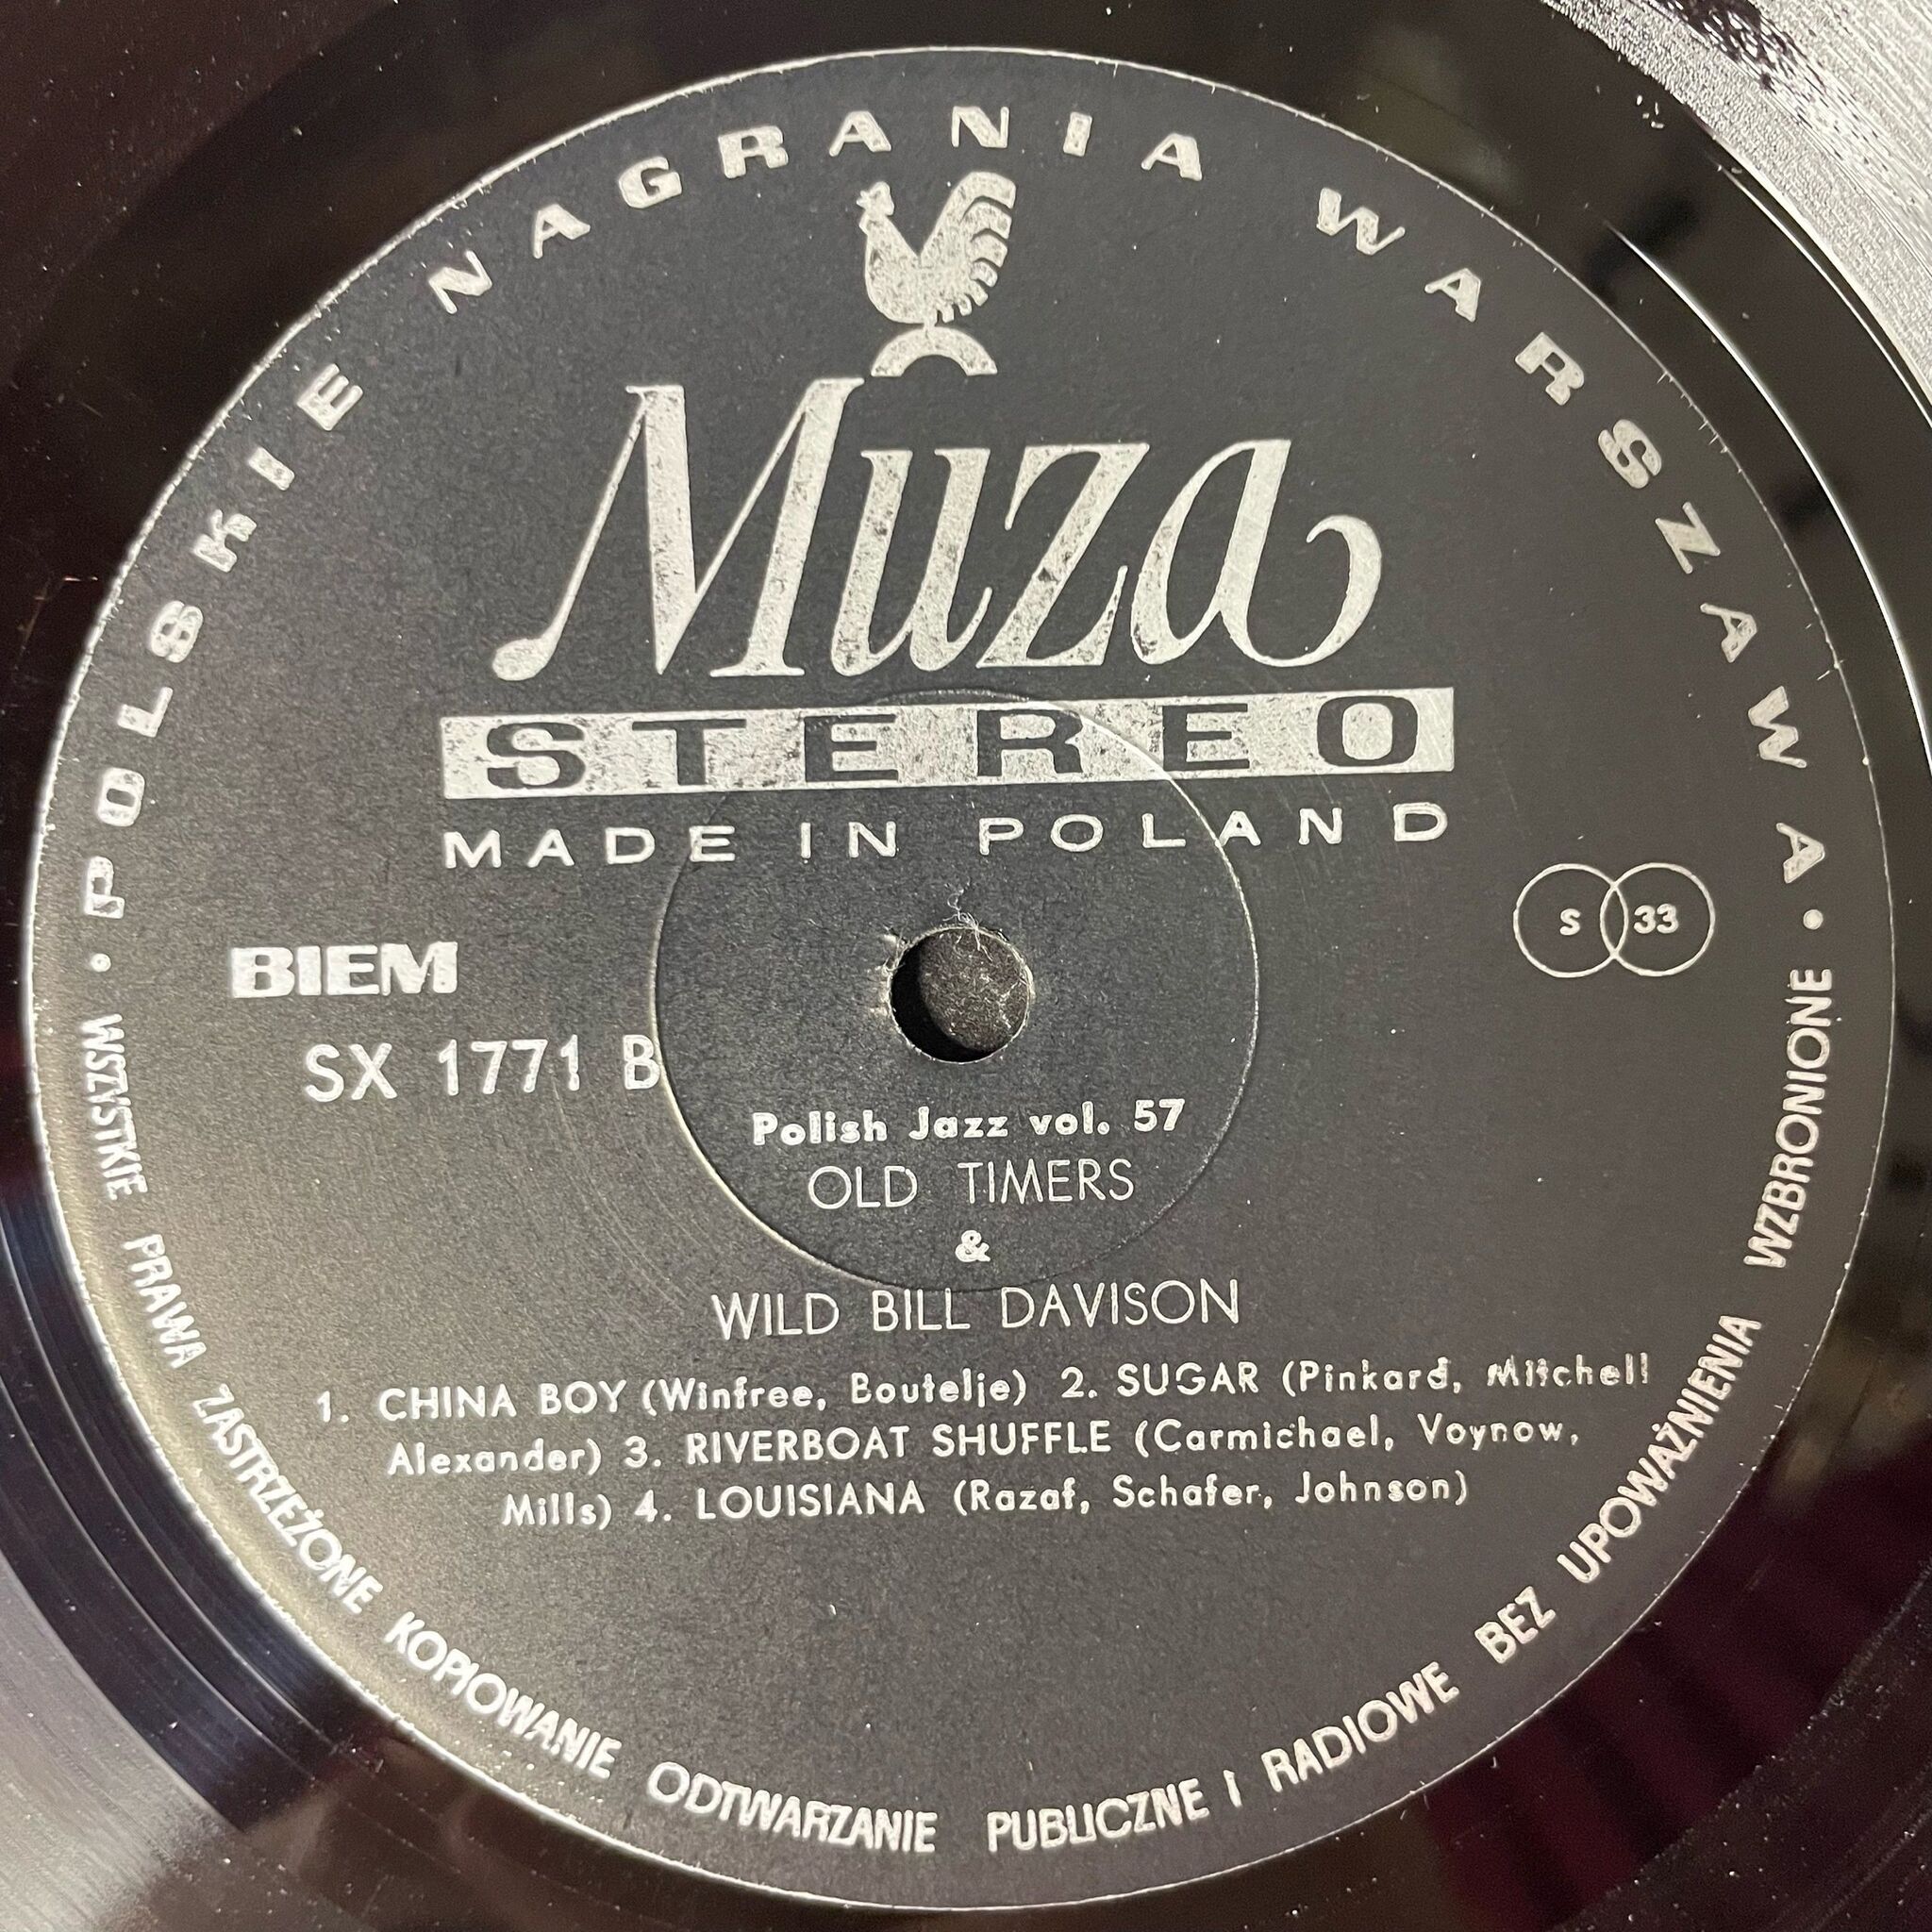 POLSKIE NAGRANIA WARSZAWA
Muza
STEREO
MADE IN POLAND
S 33
BIEM
SX 1771 B
Polish Jazz vol. 57
OLD TIMERS
&
WILD BILL DAVISON
1. CHINA BOY (Winfree, Boutelje) 2. SUGAR (Pinkard, Mitchell
Alexander) 3. RIVERBOAT SHUFFLE (Carmichael, Voynow,
Mills) 4. LOUISIANA (Razaf, Schafer, Johnson)
• WSZYSTKIE PRAWA ZASTRZEŻONE KOPIOWANIE ODTWARZANIE PUBLICZNE I RADIOWE BEZ UPOWAŻNIENIA WZBRONIONE •